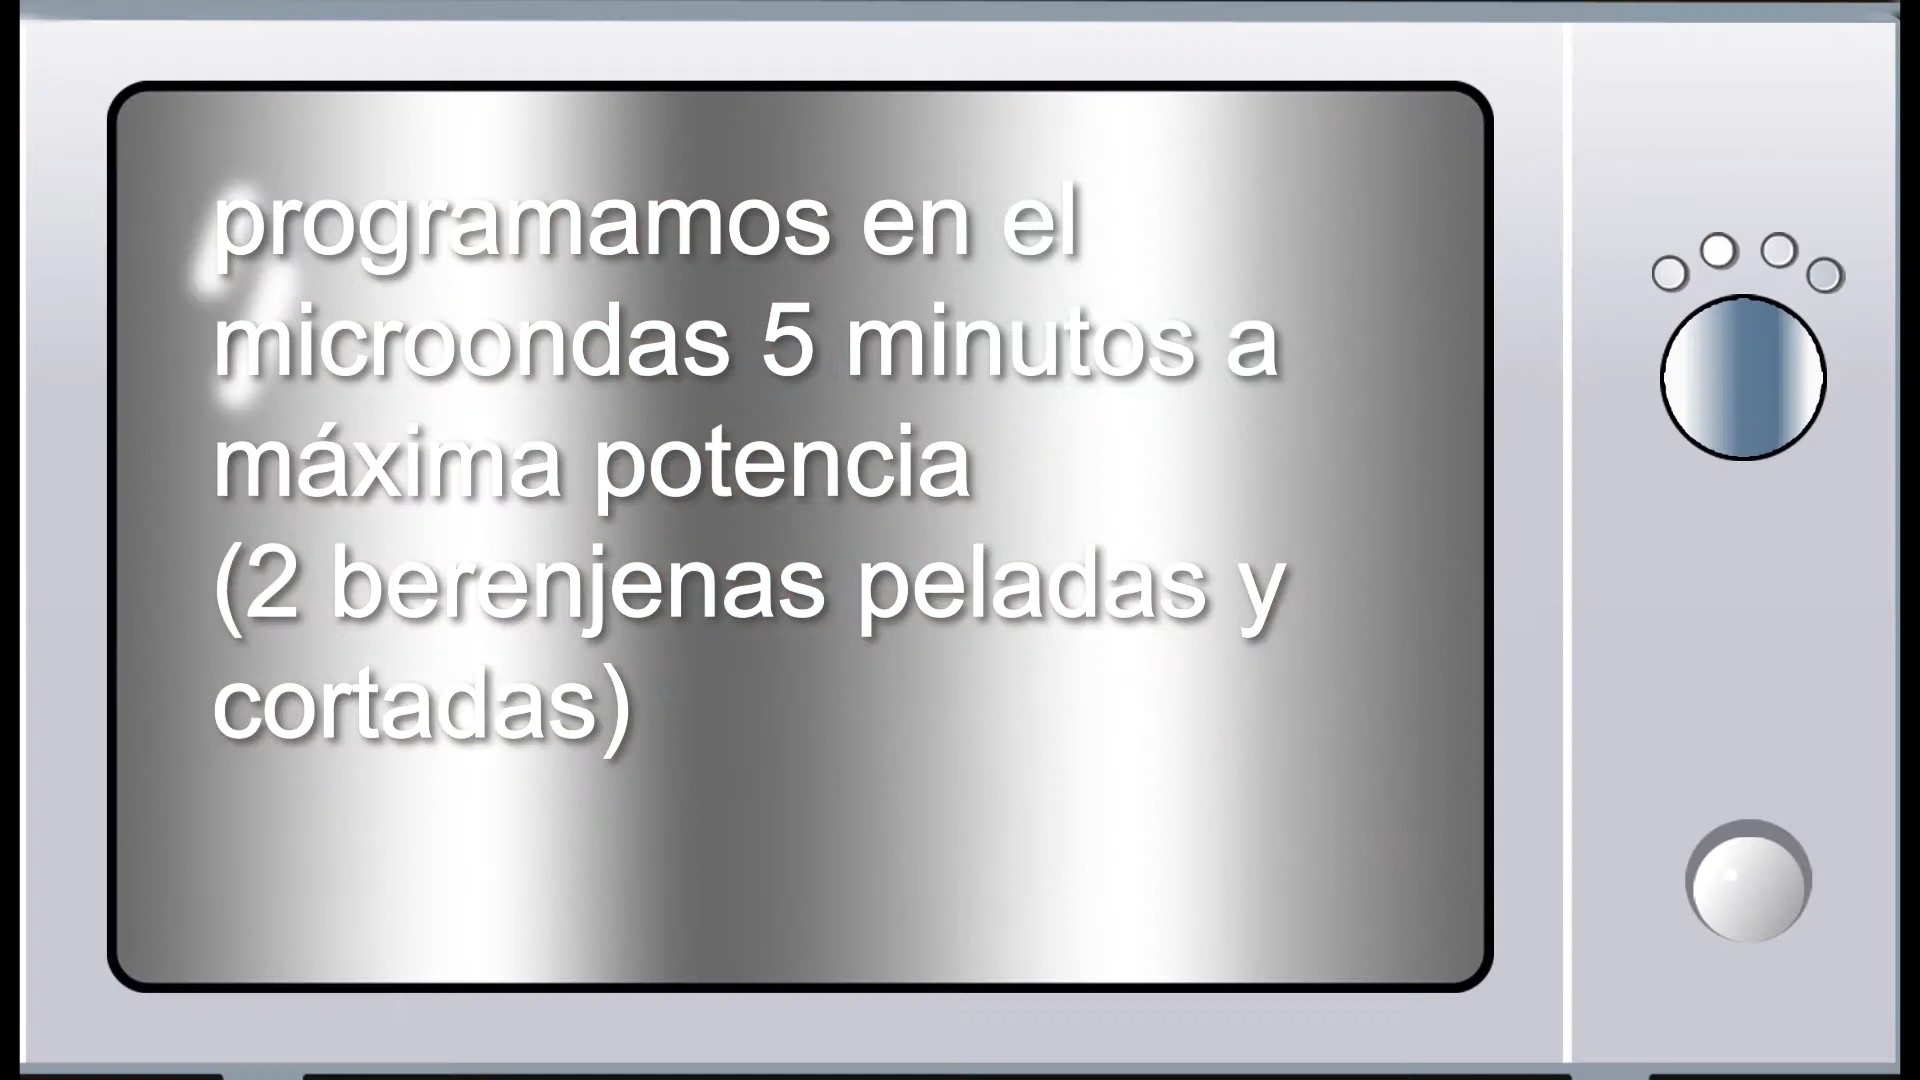 programamos en el
microondas 5 minutos a
máxima potencia
(2 berenjenas peladas y
cortadas)